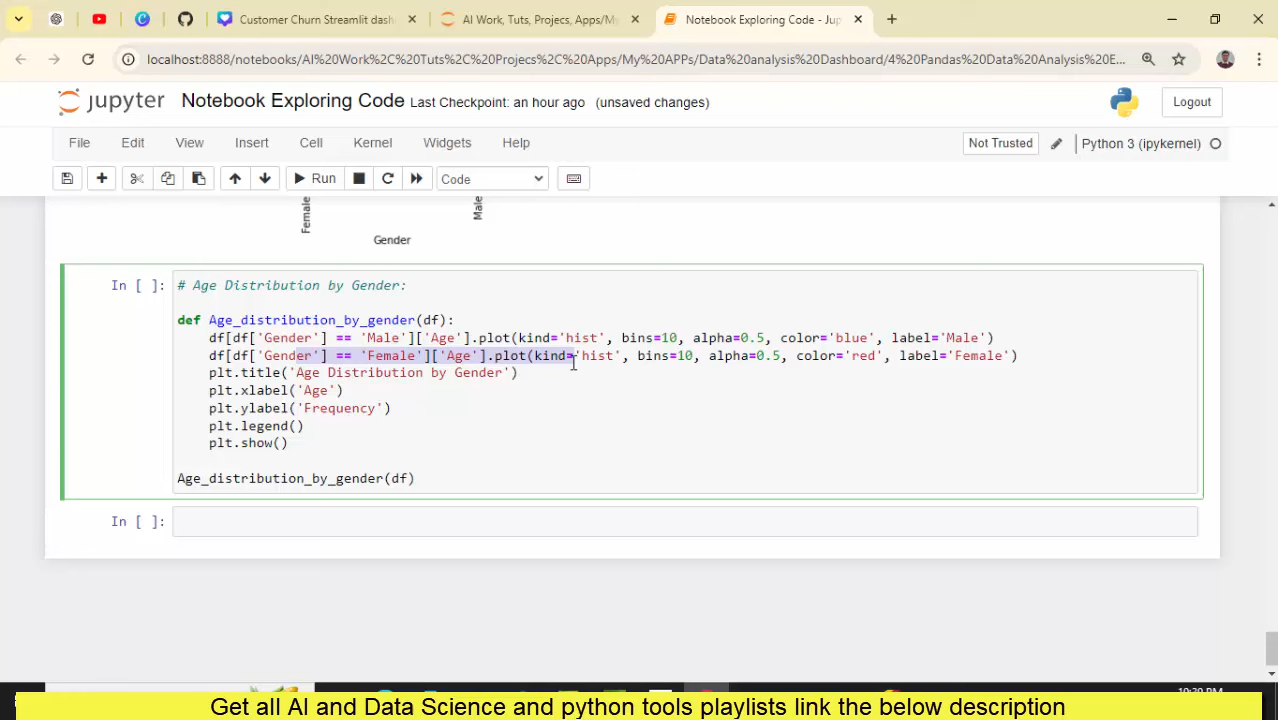 Customer Churn Streamlit dash
AI Work, Tuts, Projecs, Apps/My
Notebook Exploring Code - Jup
localhost:8888/notebooks/AI%20Work%2C%20Tuts%2C%20Projecs%2C%20Apps/My%20APPs/Data%20analysis%20Dashboard/4%20Pandas%20Data%20Analysis%20E...
jupyter Notebook Exploring Code Last Checkpoint: an hour ago (unsaved changes)
Logout
File Edit View Insert Cell Kernel Widgets Help
Not Trusted Python 3 (ipykernel)
Run Code
Female
Male
Gender
In [ ]: # Age Distribution by Gender:
def Age_distribution_by_gender(df):
df[df['Gender'] == 'Male']['Age'].plot(kind='hist', bins=10, alpha=0.5, color='blue', label='Male')
df[df['Gender'] == 'Female']['Age'].plot(kind='hist', bins=10, alpha=0.5, color='red', label='Female')
plt.title('Age Distribution by Gender')
plt.xlabel('Age')
plt.ylabel('Frequency')
plt.legend()
plt.show()
Age_distribution_by_gender(df)
In [ ]:
Get all AI and Data Science and python tools playlists link the below description